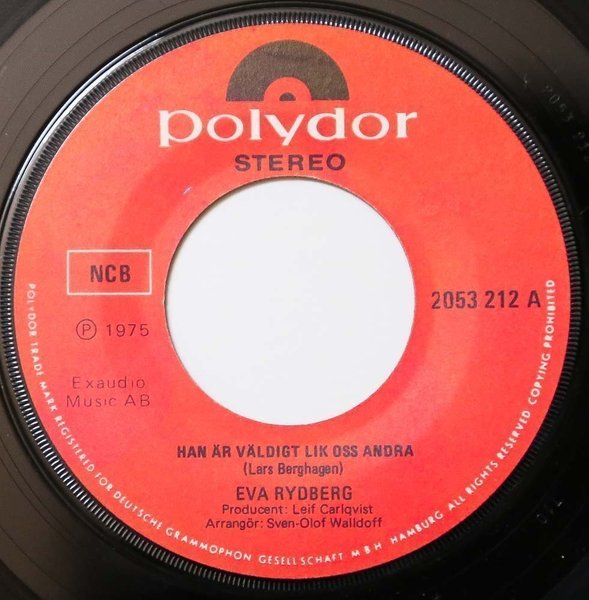 polydor
STEREO
NCB
2053 212 A
Ⓟ 1975
Exaudio
Music AB
HAN ÄR VÄLDIGT LIK OSS ANDRA
(Lars Berghagen)
EVA RYDBERG
Producent: Leif Carlqvist
Arrangör: Sven-Olof Walldoff
POLYDOR TRADE MARK REGISTERED FOR DEUTSCHE GRAMMOPHON GESELLSCHAFT M B H HAMBURG ALL RIGHTS RESERVED COPYING PROHIBITED